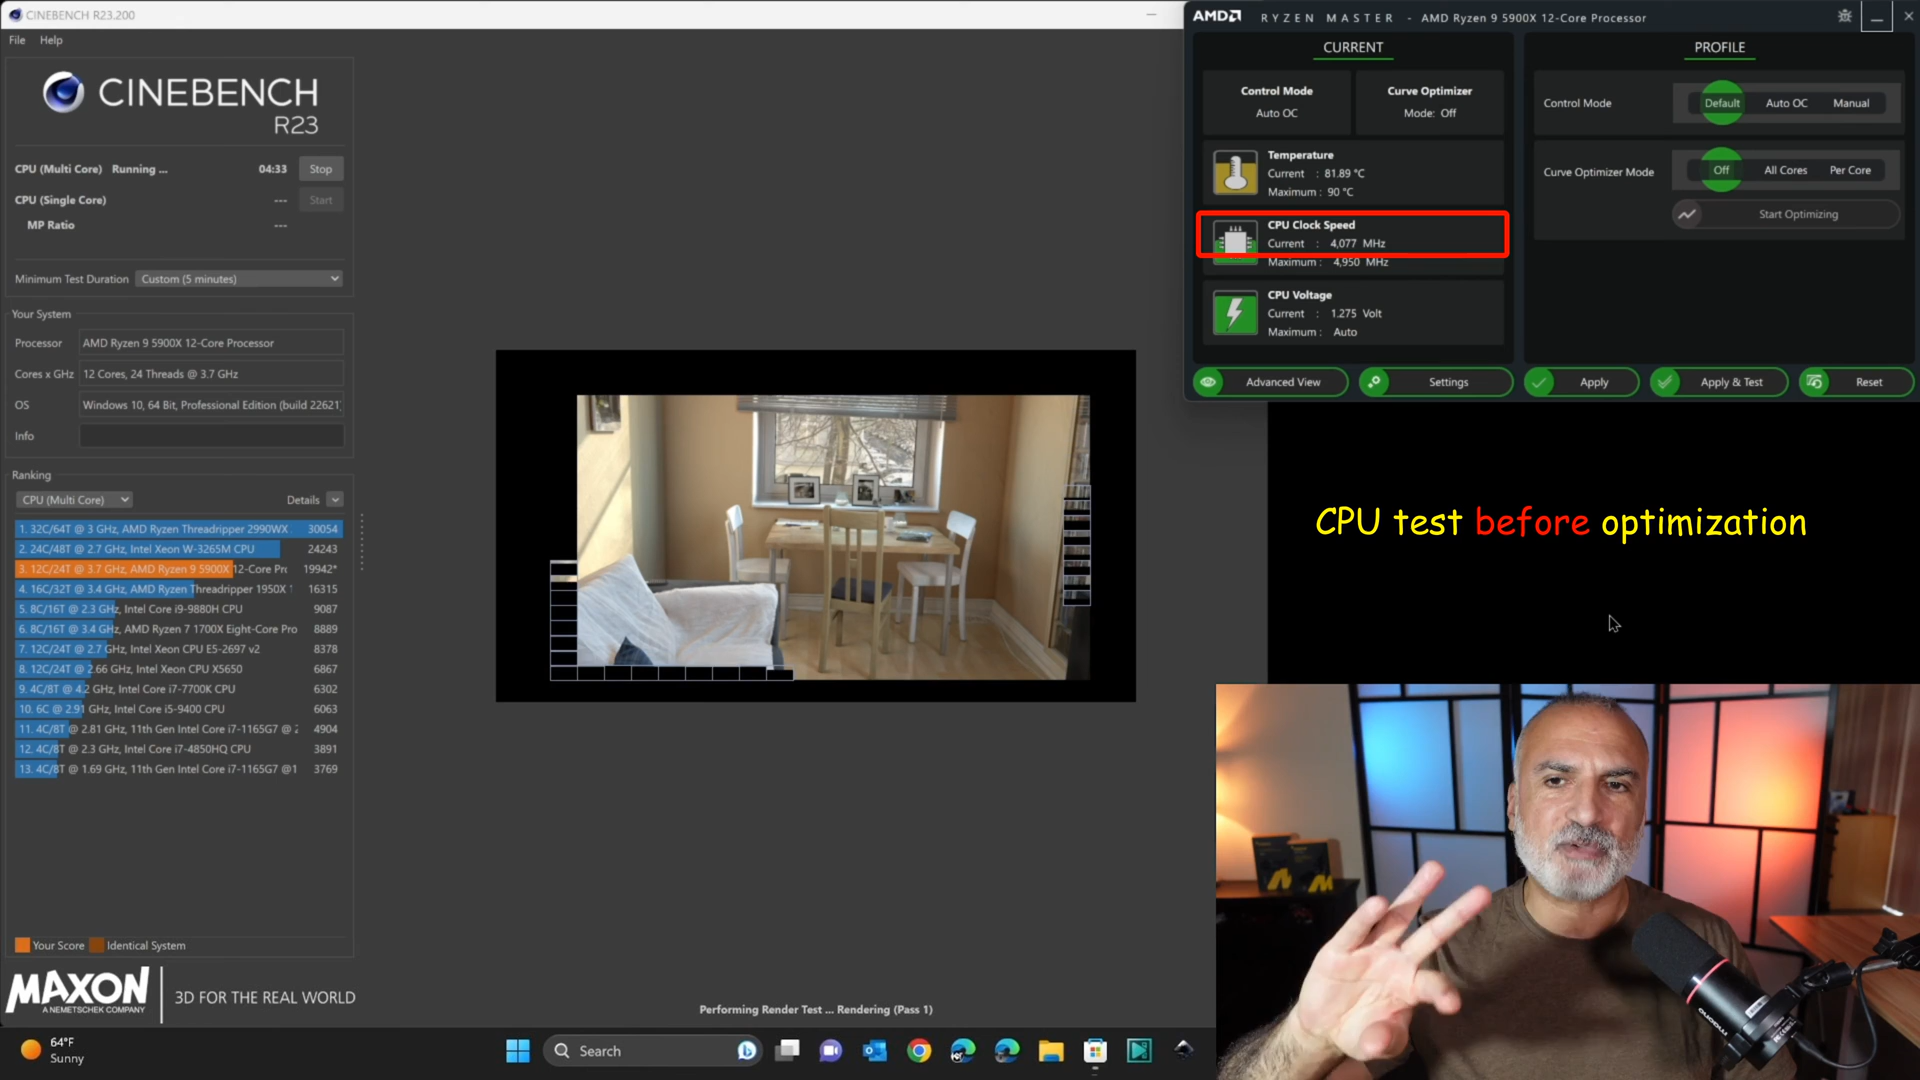 CINEBENCH R23.200
File Help
CINEBENCH
R23
CPU (Multi Core) Running ... 04:33 Stop
CPU (Single Core) --- Start
MP Ratio ---
Minimum Test Duration Custom (5 minutes)
Your System
Processor AMD Ryzen 9 5900X 12-Core Processor
Cores x GHz 12 Cores, 24 Threads @ 3.7 GHz
OS Windows 10, 64 Bit, Professional Edition (build 22621
Info
Ranking
CPU (Multi Core) Details
1. 32C/64T @ 3 GHz, AMD Ryzen Threadripper 2990WX 30054
2. 24C/48T @ 2.7 GHz, Intel Xeon W-3265M CPU 24243
3. 12C/24T @ 3.7 GHz, AMD Ryzen 9 5900X 12-Core Prc 19942*
4. 16C/32T @ 3.4 GHz, AMD Ryzen Threadripper 1950X 16315
5. 8C/16T @ 2.3 GHz, Intel Core i9-9880H CPU 9087
6. 8C/16T @ 3.4 GHz, AMD Ryzen 7 1700X Eight-Core Pro 8889
7. 12C/24T @ 2.7 GHz, Intel Xeon CPU E5-2697 v2 8378
8. 12C/24T @ 2.66 GHz, Intel Xeon CPU X5650 6867
9. 4C/8T @ 4.2 GHz, Intel Core i7-7700K CPU 6302
10. 6C @ 2.91 GHz, Intel Core i5-9400 CPU 6063
11. 4C/8T @ 2.81 GHz, 11th Gen Intel Core i7-1165G7 @ 2 4904
12. 4C/8T @ 2.3 GHz, Intel Core i7-4850HQ CPU 3891
13. 4C/8T @ 1.69 GHz, 11th Gen Intel Core i7-1165G7 @1 3769
Your Score Identical System
MAXON
A NEMETSCHEK COMPANY
3D FOR THE REAL WORLD
Performing Render Test ... Rendering (Pass 1)
AMD RYZEN MASTER - AMD Ryzen 9 5900X 12-Core Processor
CURRENT
Control Mode
Auto OC
Curve Optimizer
Mode: Off
Temperature
Current : 81.89 °C
Maximum : 90 °C
CPU Clock Speed
Current : 4,077 MHz
Maximum : 4,950 MHz
CPU Voltage
Current : 1.275 Volt
Maximum : Auto
Advanced View Settings
PROFILE
Control Mode Default Auto OC Manual
Curve Optimizer Mode Off All Cores Per Core
Start Optimizing
Apply Apply & Test Reset
CPU test before optimization
maono
64°F
Sunny
Search